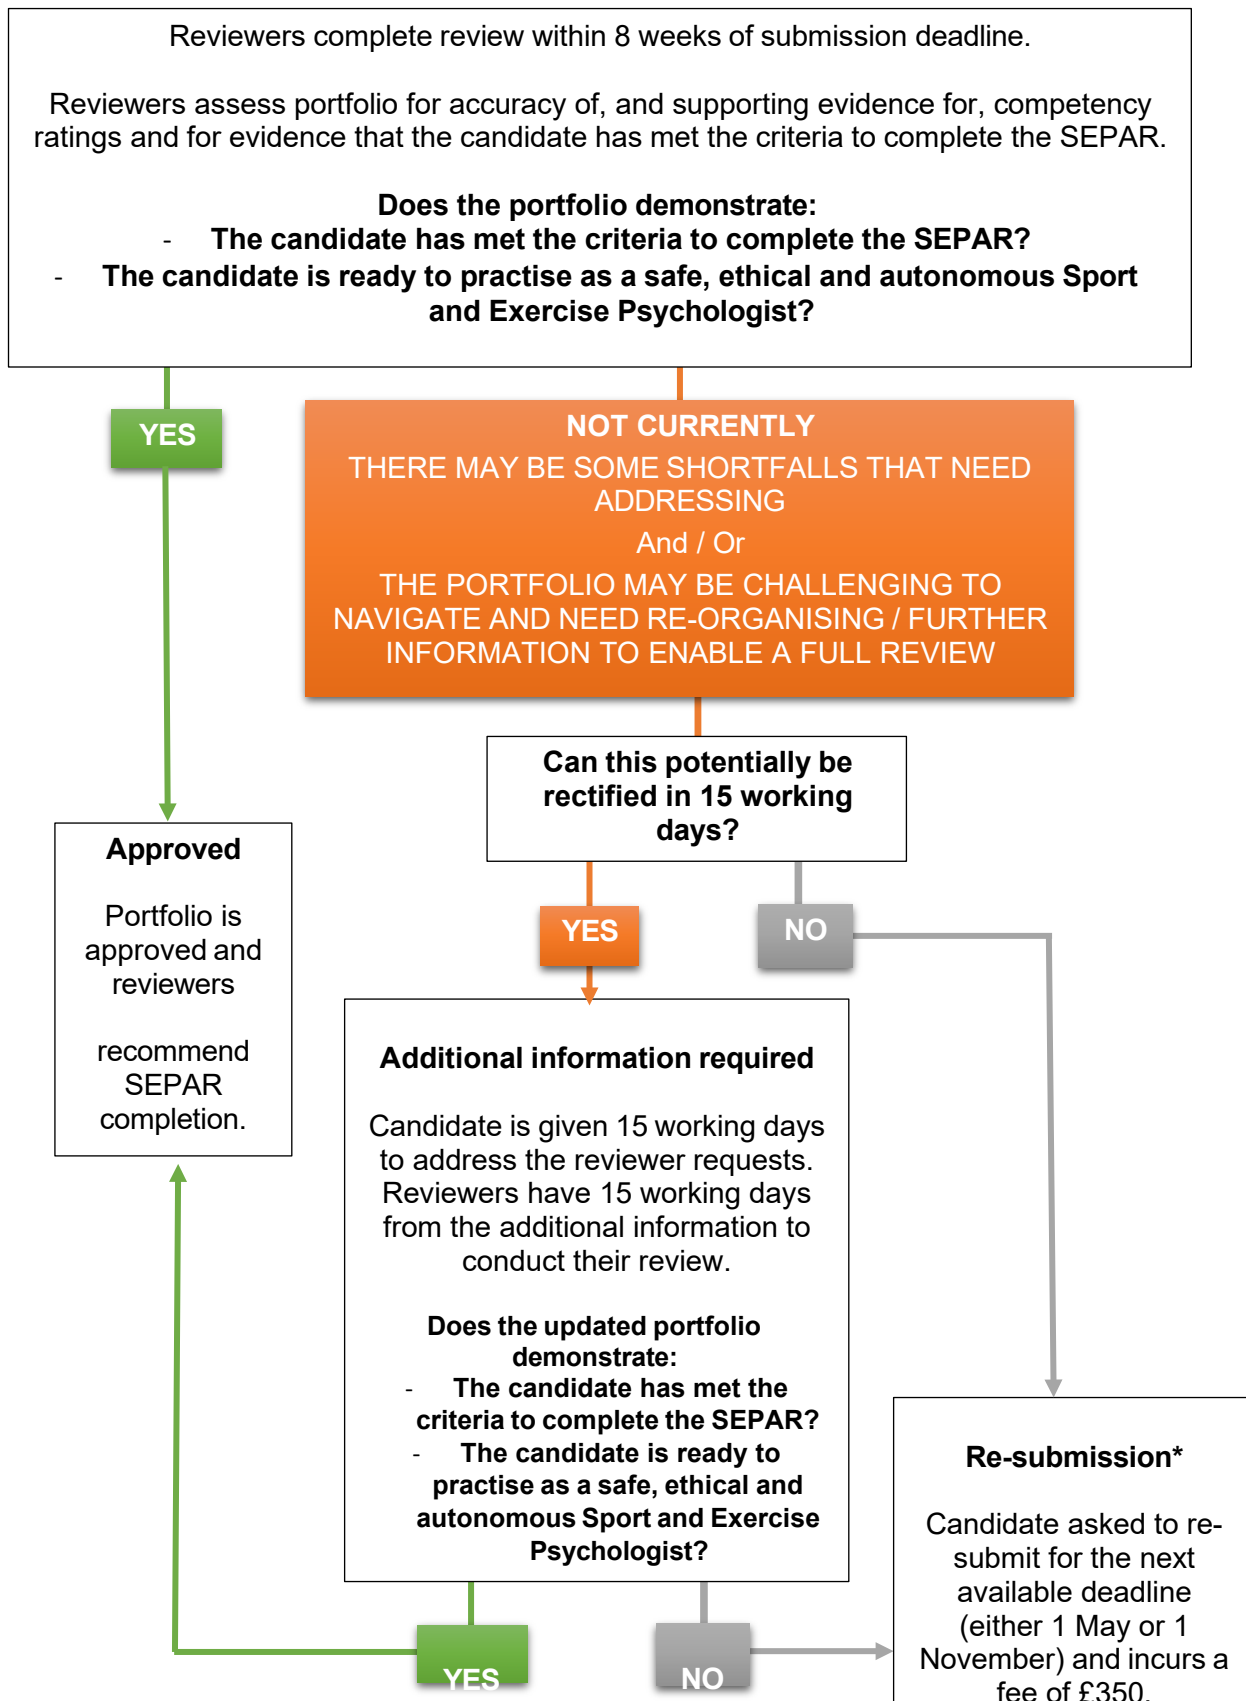 Reviewers complete review within 8 weeks of submission deadline.
Reviewers assess portfolio for accuracy of, and supporting evidence for, competency
ratings and for evidence that the candidate has met the criteria to complete the SEPAR.
Does the portfolio demonstrate:
- The candidate has met the criteria to complete the SEPAR?
- The candidate is ready to practise as a safe, ethical and autonomous Sport
and Exercise Psychologist?
YES
NOT CURRENTLY
THERE MAY BE SOME SHORTFALLS THAT NEED
ADDRESSING
And / Or
THE PORTFOLIO MAY BE CHALLENGING TO
NAVIGATE AND NEED RE-ORGANISING / FURTHER
INFORMATION TO ENABLE A FULL REVIEW
Can this potentially be
rectified in 15 working
days?
YES
NO
Approved
Portfolio is
approved and
reviewers
recommend
SEPAR
completion.
Additional information required
Candidate is given 15 working days
to address the reviewer requests.
Reviewers have 15 working days
from the additional information to
conduct their review.
Does the updated portfolio
demonstrate:
- The candidate has met the
criteria to complete the SEPAR?
- The candidate is ready to
practise as a safe, ethical and
autonomous Sport and Exercise
Psychologist?
YES
NO
Re-submission*
Candidate asked to re-
submit for the next
available deadline
(either 1 May or 1
November) and incurs a
fee of £350.